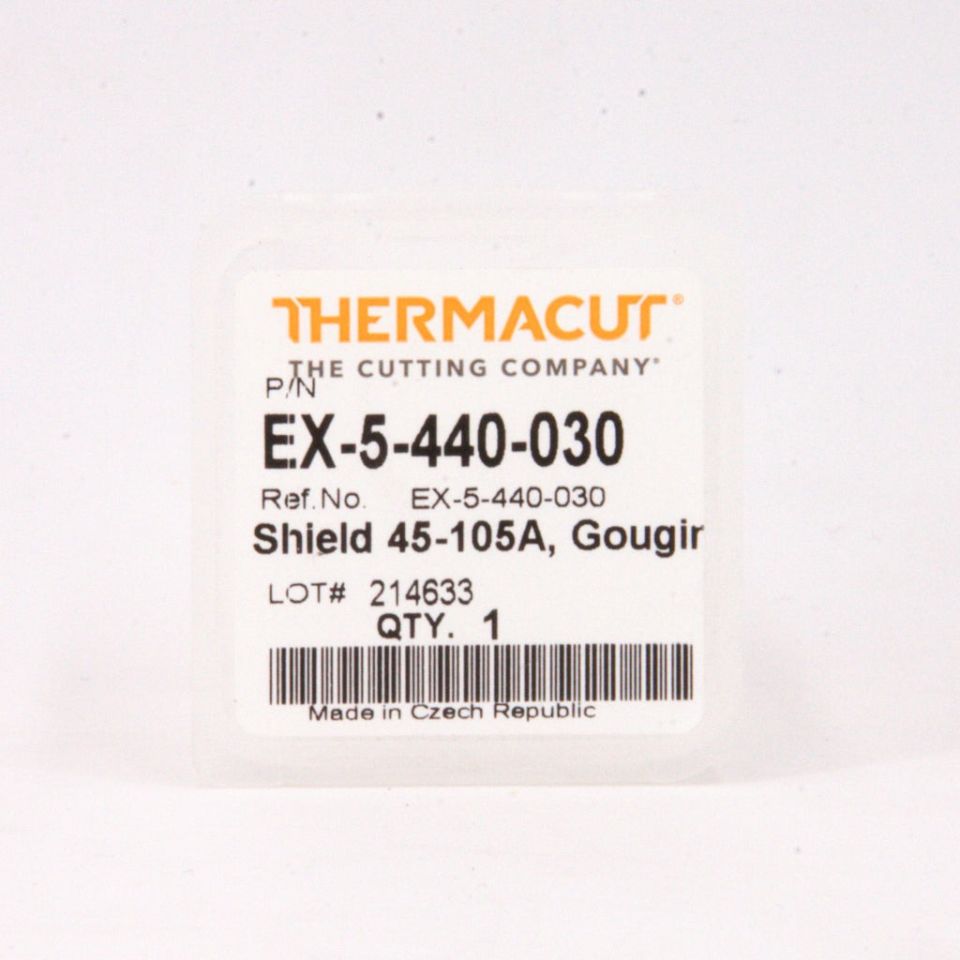 THERMACUT®
THE CUTTING COMPANY®
P/N
EX-5-440-030
Ref.No. EX-5-440-030
Shield 45-105A, Gougin
LOT# 214633
QTY. 1
Made in Czech Republic